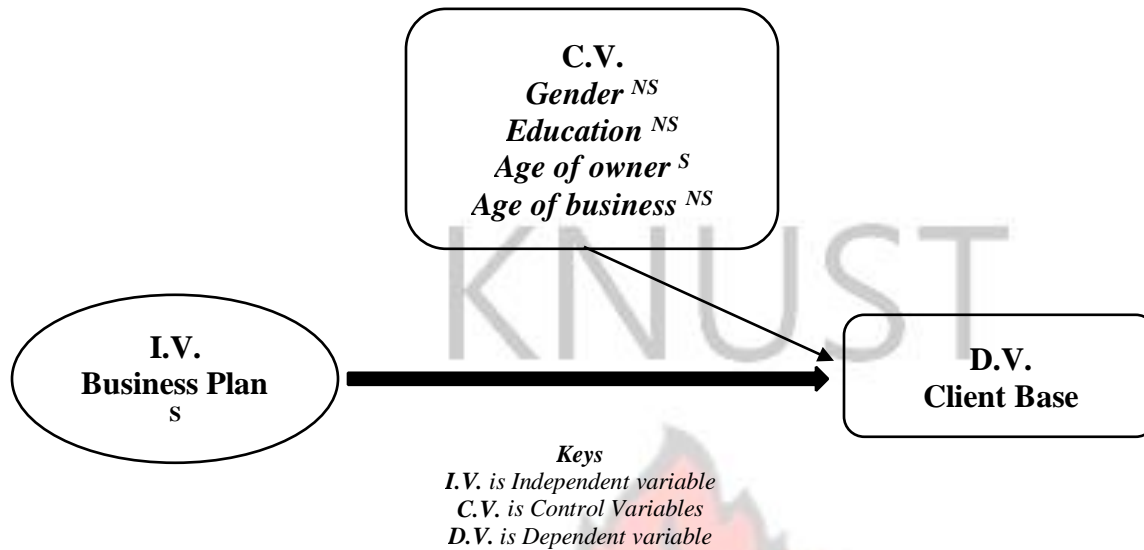 C.V.
Gender NS
Education NS
Age of owner S
Age of business NS
KNUST
I.V.
Business Plan
S
D.V.
Client Base
Keys
I.V. is Independent variable
C.V. is Control Variables
D.V. is Dependent variable